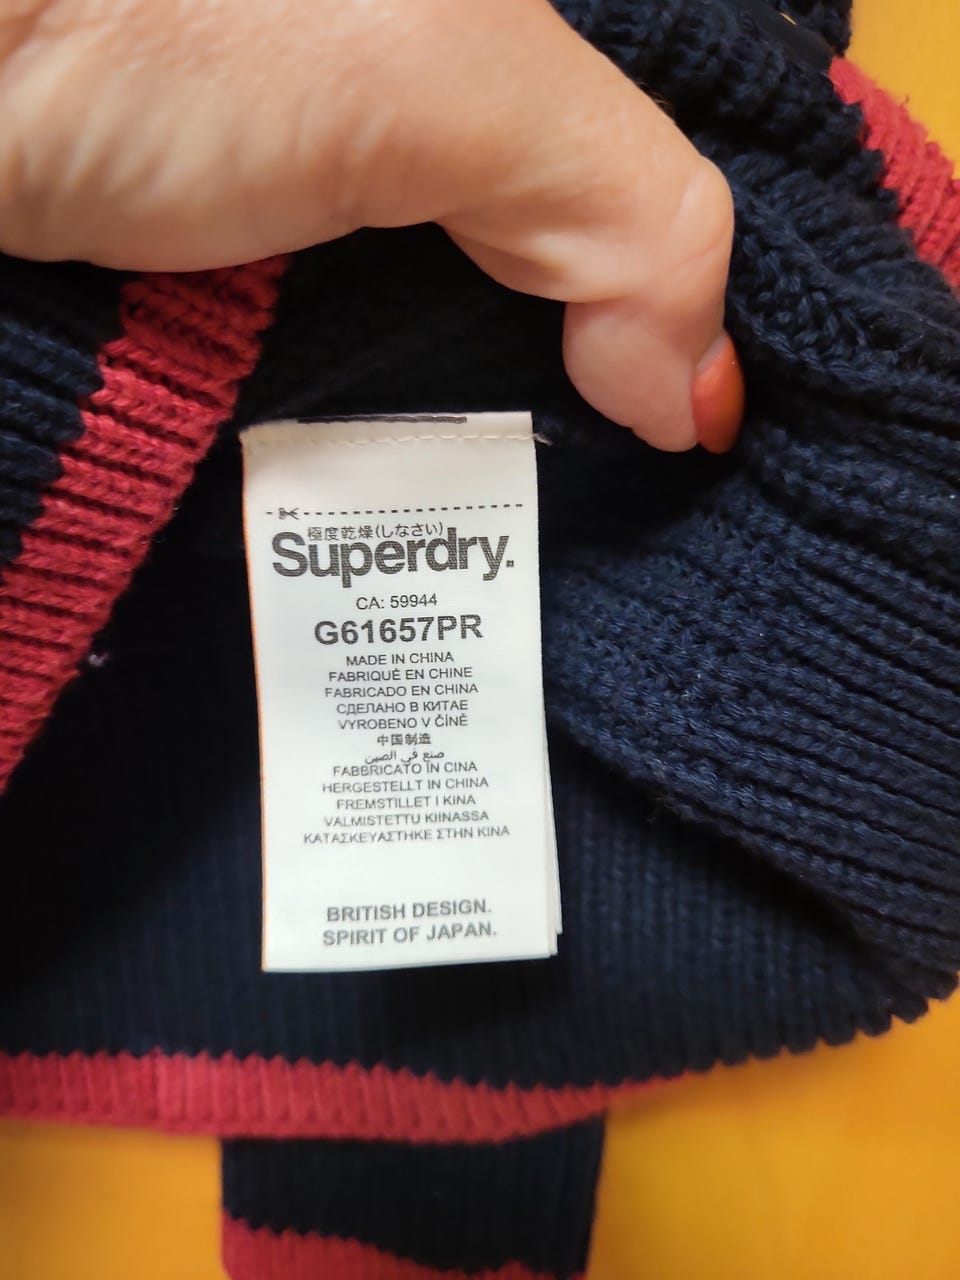 極度乾燥(しなさい)
Superdry.
CA: 59944
G61657PR
MADE IN CHINA
FABRIQUÉ EN CHINE
FABRICADO EN CHINA
СДЕЛАНО В КИТАЕ
VYROBENO V ČÍNĚ
中国制造
صنع في الصين
FABBRICATO IN CINA
HERGESTELLT IN CHINA
FREMSTILLET I KINA
VALMISTETTU KIINASSA
ΚΑΤΑΣΚΕΥΑΣΤΗΚΕ ΣΤΗΝ ΚΙΝΑ
BRITISH DESIGN.
SPIRIT OF JAPAN.